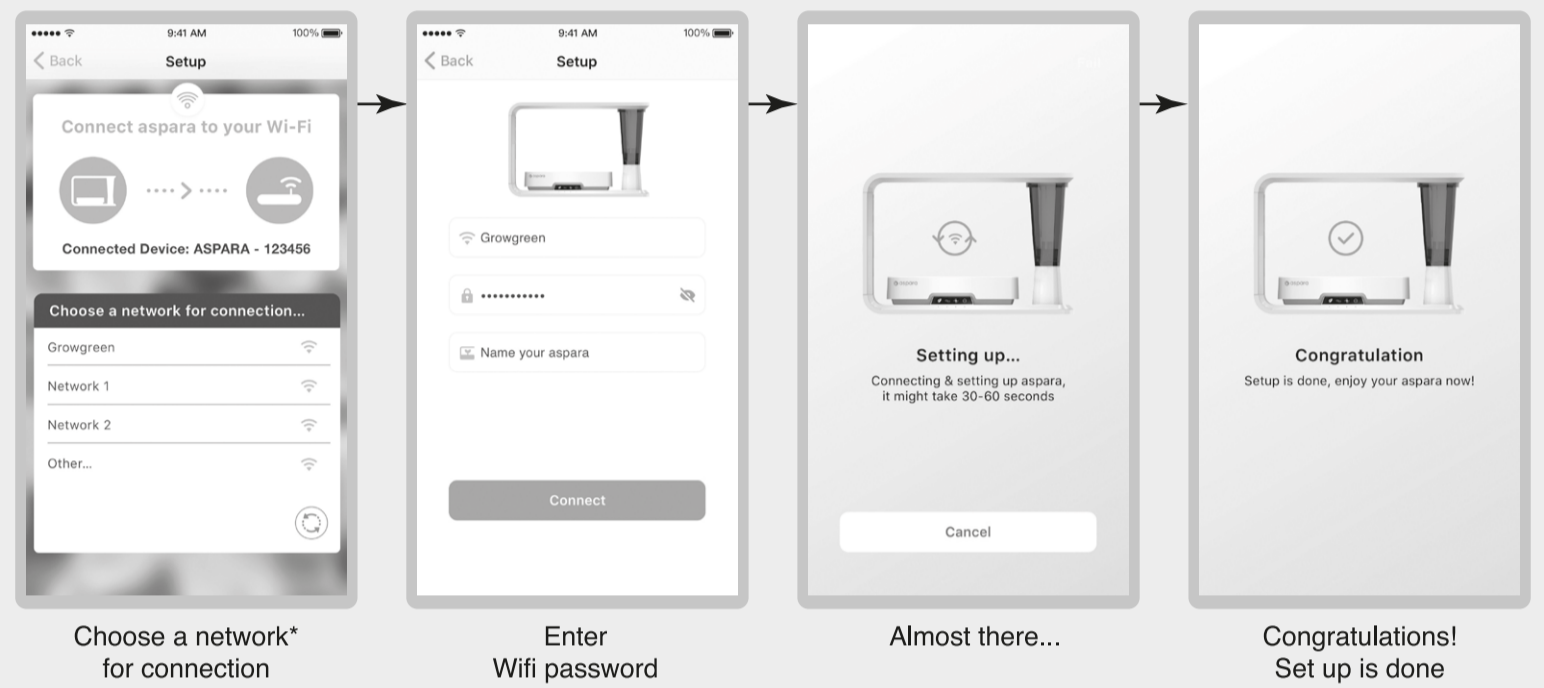 9:41 AM
100%
Back
Setup
Connect aspara to your Wi-Fi
Connected Device: ASPARA - 123456
Choose a network for connection...
Growgreen
Network 1
Network 2
Other...
Choose a network*
for connection
9:41 AM
100%
Back
Setup
aspara
Growgreen
•••••••••••
Name your aspara
Connect
Enter
Wifi password
aspara
Setting up...
Connecting & setting up aspara,
it might take 30-60 seconds
Cancel
Almost there...
aspara
Congratulation
Setup is done, enjoy your aspara now!
Congratulations!
Set up is done